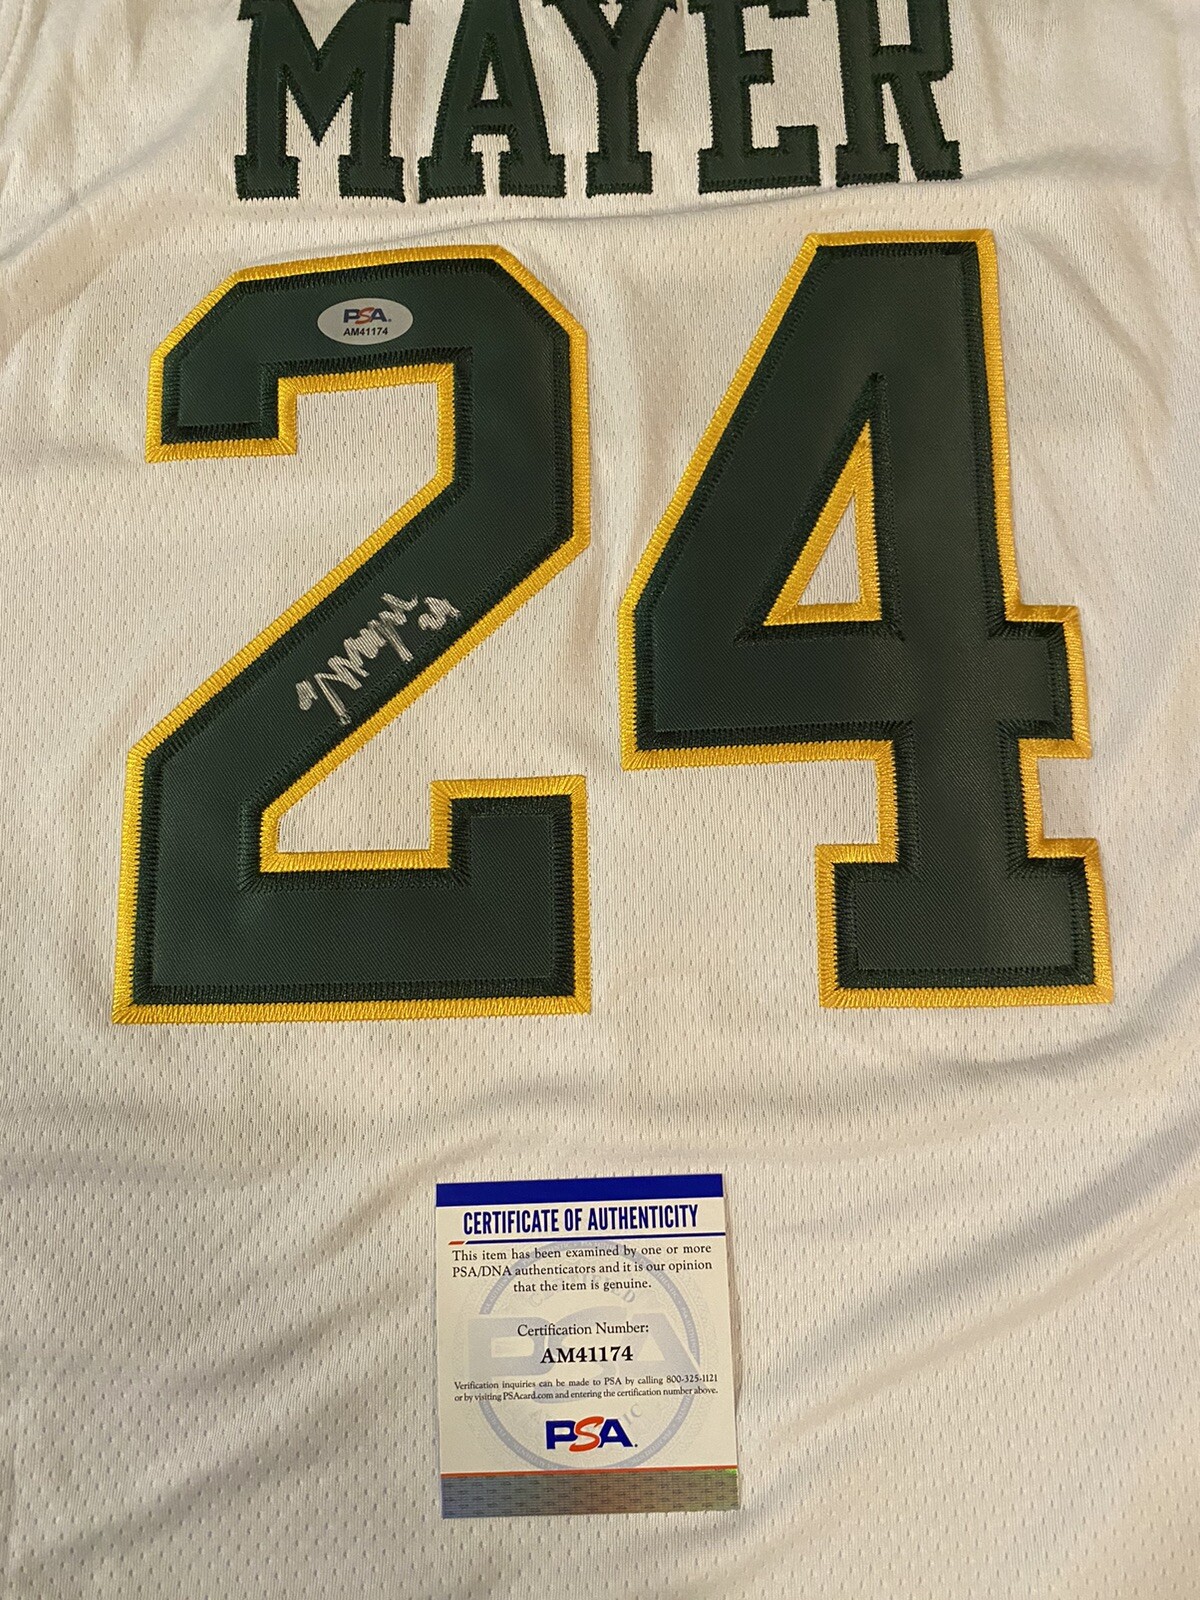 MAYER
24
PSA
AM41174
CERTIFICATE OF AUTHENTICITY
This item has been examined by one or more
PSA/DNA authenticators and it is our opinion
that the item is genuine.
Certification Number:
AM41174
Verification inquiries can be made to PSA by calling 800-325-1121
or by visiting PSAcard.com and entering the certification number above.
PSA